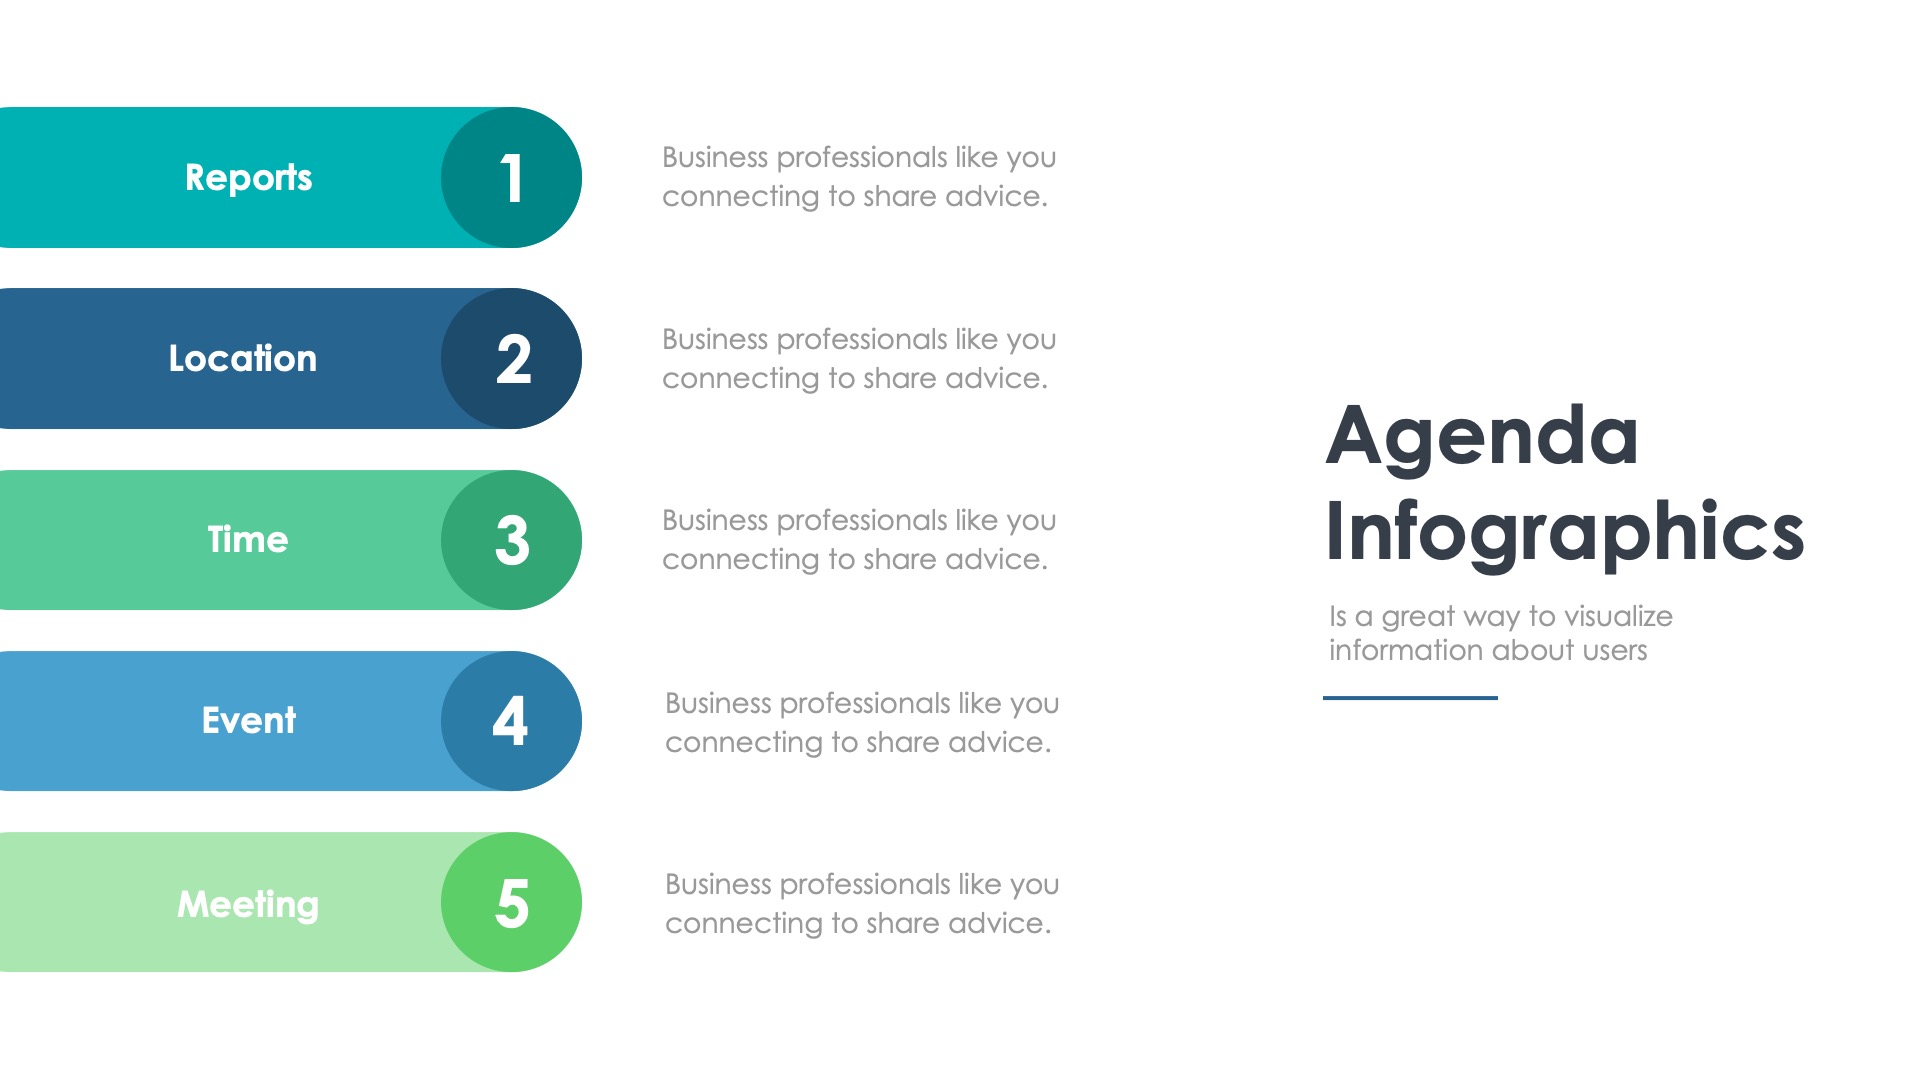 Reports
1
Business professionals like you
connecting to share advice.
Location
2
Business professionals like you
connecting to share advice.
Time
3
Business professionals like you
connecting to share advice.
Event
4
Business professionals like you
connecting to share advice.
Meeting
5
Business professionals like you
connecting to share advice.
Agenda
Infographics
Is a great way to visualize
information about users